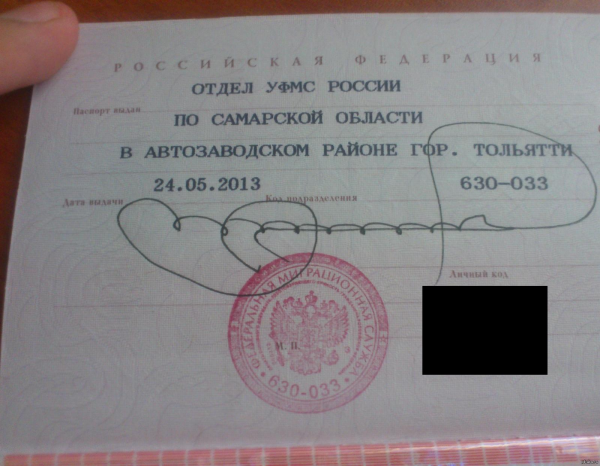 РОССИЙСКАЯ ФЕДЕРАЦИЯ
Паспорт выдан
ОТДЕЛ УФМС РОССИИ
ПО САМАРСКОЙ ОБЛАСТИ
В АВТОЗАВОДСКОМ РАЙОНЕ ГОР. ТОЛЬЯТТИ
Дата выдачи 24.05.2013 Код подразделения 630-033
Личный код
М. П.
ФЕДЕРАЛЬНАЯ МИГРАЦИОННАЯ СЛУЖБА
630-033